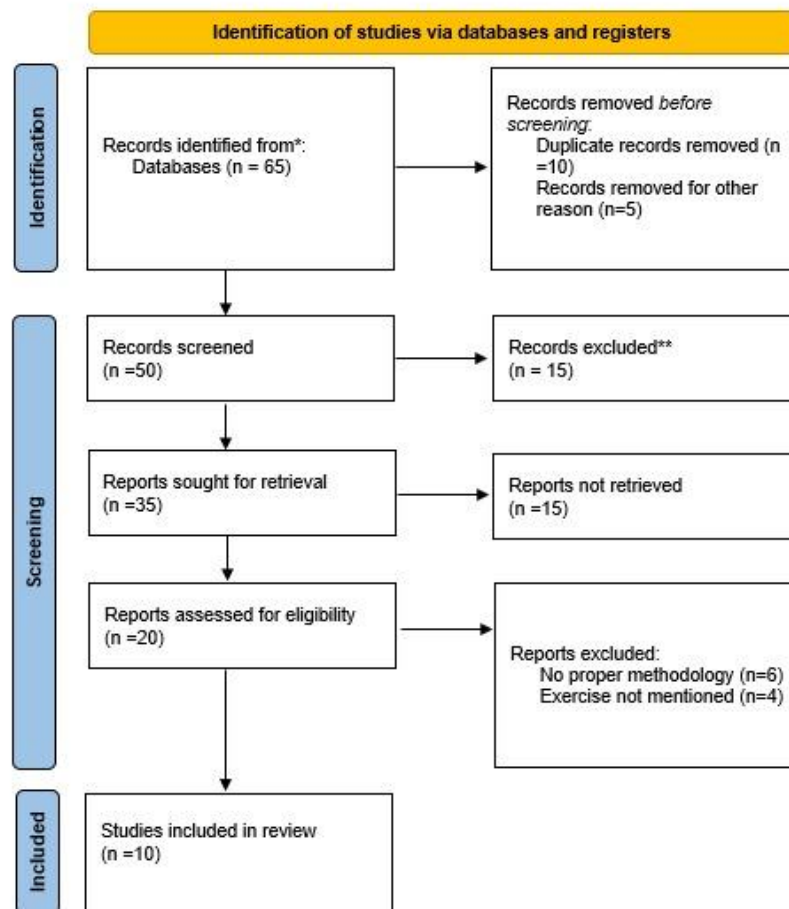 Identification of studies via databases and registers
Identification
Records identified from*:
Databases (n = 65)
Records removed before
screening:
Duplicate records removed (n
=10)
Records removed for other
reason (n=5)
Screening
Records screened
(n =50)
Records excluded**
(n = 15)
Reports sought for retrieval
(n =35)
Reports not retrieved
(n =15)
Reports assessed for eligibility
(n =20)
Reports excluded:
No proper methodology (n=6)
Exercise not mentioned (n=4)
Included
Studies included in review
(n =10)